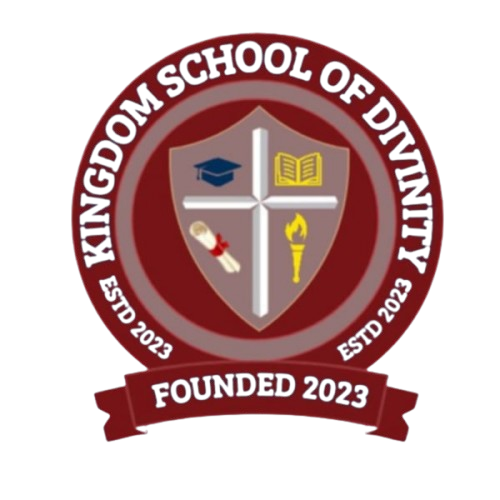 KINGDOM SCHOOL OF DIVINITY
ESTD 2023
ESTD 2023
FOUNDED 2023